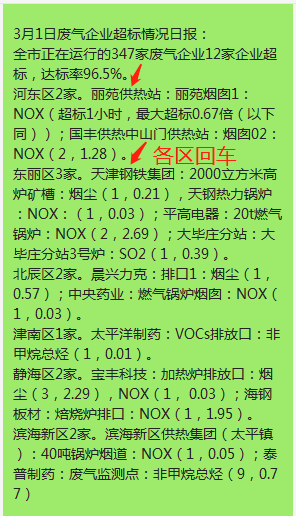 3月1日废气企业超标情况日报：
全市正在运行的347家废气企业12家企业超
标，达标率96.5%。
河东区2家。丽苑供热站：丽苑烟图1：
NOX（超标1小时，最大超标0.67倍（以下
同））；国丰供热中山门供热站：烟图02：
NOX（2，1.28）。
各区回车
东丽区3家。天津钢铁集团：2000立方米高
炉矿槽：烟尘（1，0.21），天钢热力锅炉
：NOX：（1，0.03）；平高电器：20t燃气
锅炉：NOX（2，2.69）；大毕庄分站：大
毕庄分站3号炉：SO2（1，0.39）。
北辰区2家。晨兴力克：排口1：烟尘（1，
0.57）；中央药业：燃气锅炉烟图：NOX（
1，0.03）。
津南区1家。太平洋制药：VOCs排放口：非
甲烷总烃（1，0.01）。
静海区2家。宝丰科技：加热炉排放口：烟
尘（3，2.29），NOX（1， 0.03）；海钢
板材：焙烧炉排口：NOX（1，1.95）。
滨海新区2家。滨海新区供热集团（太平镇
）：40吨锅炉烟道：NOX（1，0.05）；泰
普制药：废气监测点：非甲烷总烃（9，0.7
7）